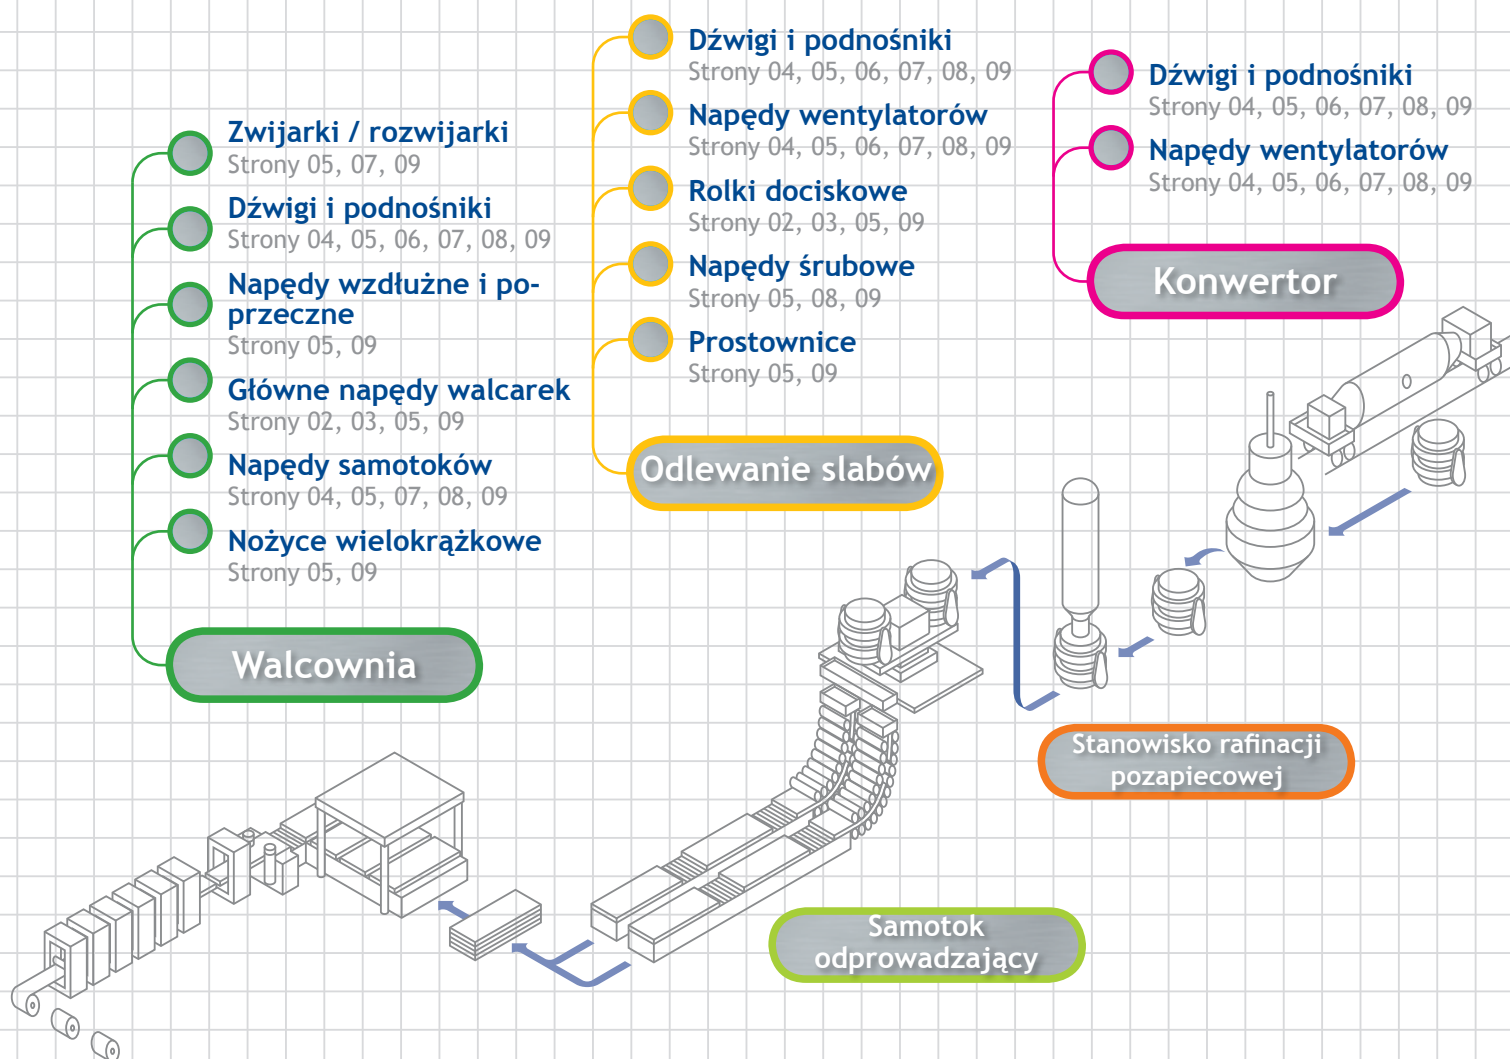 Zwijarki / rozwijarki
Strony 05, 07, 09
Dźwigi i podnośniki
Strony 04, 05, 06, 07, 08, 09
Napędy wzdłużne i po-
przeczne
Strony 05, 09
Główne napędy walcarek
Strony 02, 03, 05, 09
Napędy samotoków
Strony 04, 05, 07, 08, 09
Nożyce wielokrążkowe
Strony 05, 09
Walcownia
Dźwigi i podnośniki
Strony 04, 05, 06, 07, 08, 09
Napędy wentylatorów
Strony 04, 05, 06, 07, 08, 09
Rolki dociskowe
Strony 02, 03, 05, 09
Napędy śrubowe
Strony 05, 08, 09
Prostownice
Strony 05, 09
Odlewanie slabów
Dźwigi i podnośniki
Strony 04, 05, 06, 07, 08, 09
Napędy wentylatorów
Strony 04, 05, 06, 07, 08, 09
Konwertor
Stanowisko rafinacji
pozapiecowej
Samotok
odprowadzający